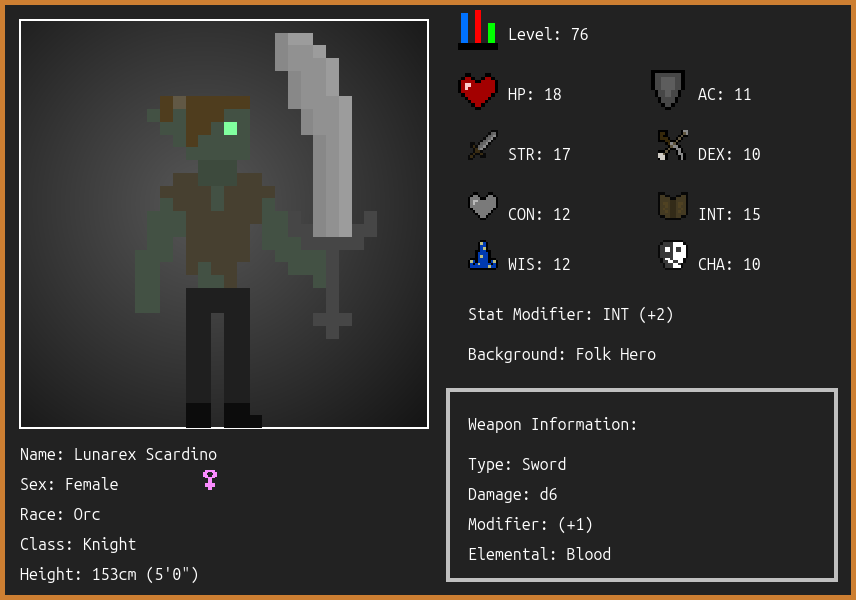 Level: 76
HP: 18
AC: 11
STR: 17
DEX: 10
CON: 12
INT: 15
WIS: 12
CHA: 10
Stat Modifier: INT (+2)
Background: Folk Hero
Weapon Information:
Type: Sword
Damage: d6
Modifier: (+1)
Elemental: Blood
Name: Lunarex Scardino
Sex: Female
Race: Orc
Class: Knight
Height: 153cm (5'0")